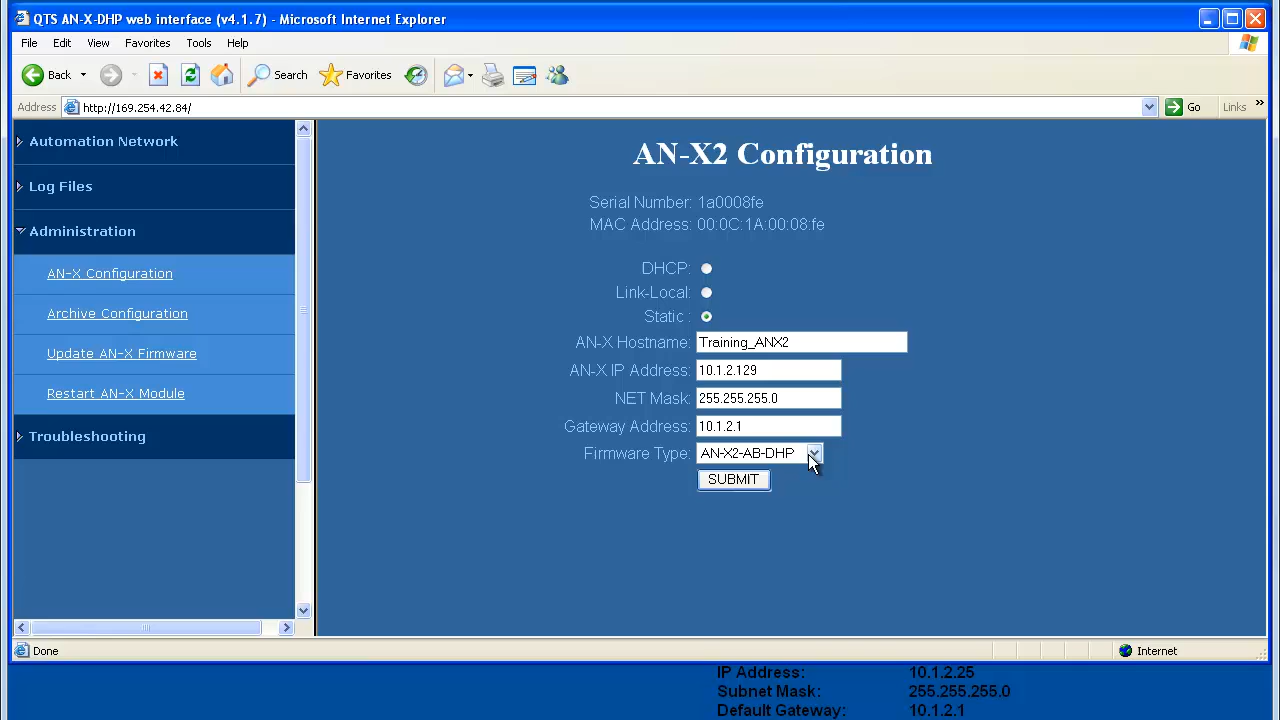 QTS AN-X-DHP web interface (v4.1.7) - Microsoft Internet Explorer
File Edit View Favorites Tools Help
Back Search Favorites
Address http://169.254.42.84/ Go Links »
Automation Network
Log Files
Administration
AN-X Configuration
Archive Configuration
Update AN-X Firmware
Restart AN-X Module
Troubleshooting
AN-X2 Configuration
Serial Number: 1a0008fe
MAC Address: 00:0C:1A:00:08:fe
DHCP:
Link-Local:
Static :
AN-X Hostname: Training_ANX2
AN-X IP Address: 10.1.2.129
NET Mask: 255.255.255.0
Gateway Address: 10.1.2.1
Firmware Type: AN-X2-AB-DHP
SUBMIT
Done Internet
IP Address: 10.1.2.25
Subnet Mask: 255.255.255.0
Default Gateway: 10.1.2.1